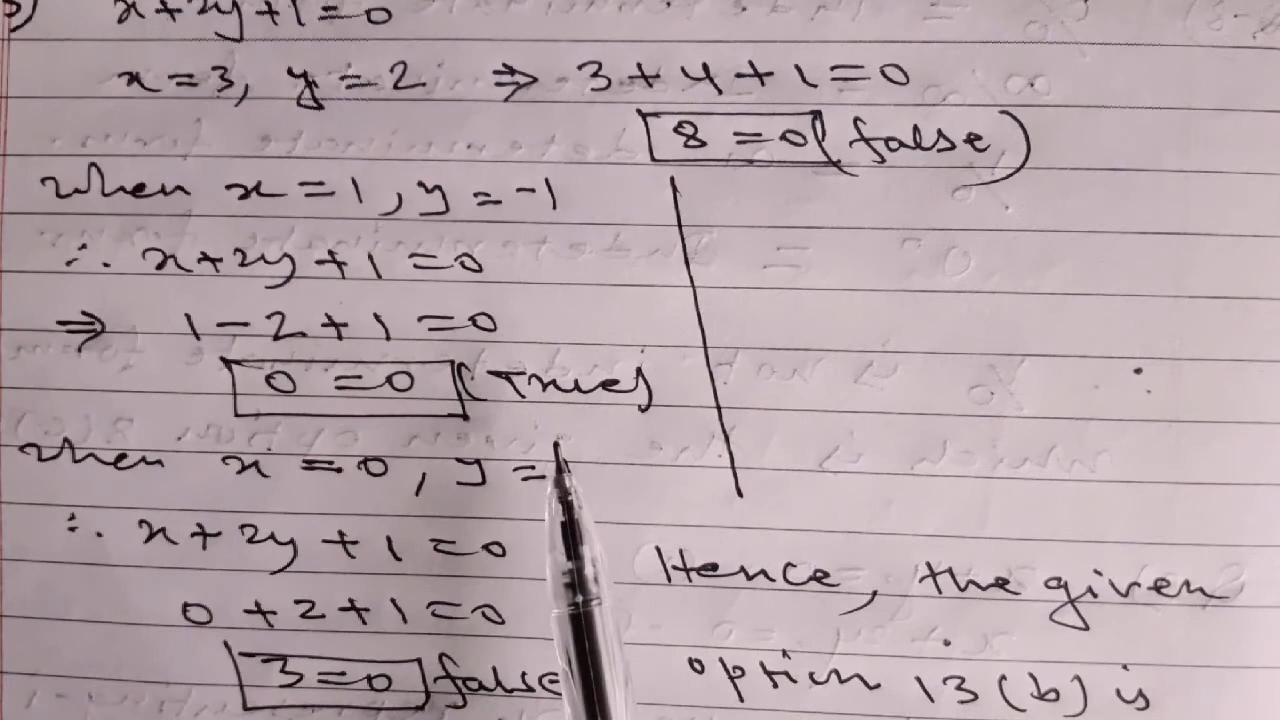 x+2y+1=0
x=3, y=2 ⇒ 3+4+1=0
8=0 (false)
when x=1, y=-1
∴ x+2y+1=0
⇒ 1-2+1=0
0=0 (True)
when x=0, y=
∴ x+2y+1=0
0+2+1=0
3=0 false
Hence, the given
option 13(b) is